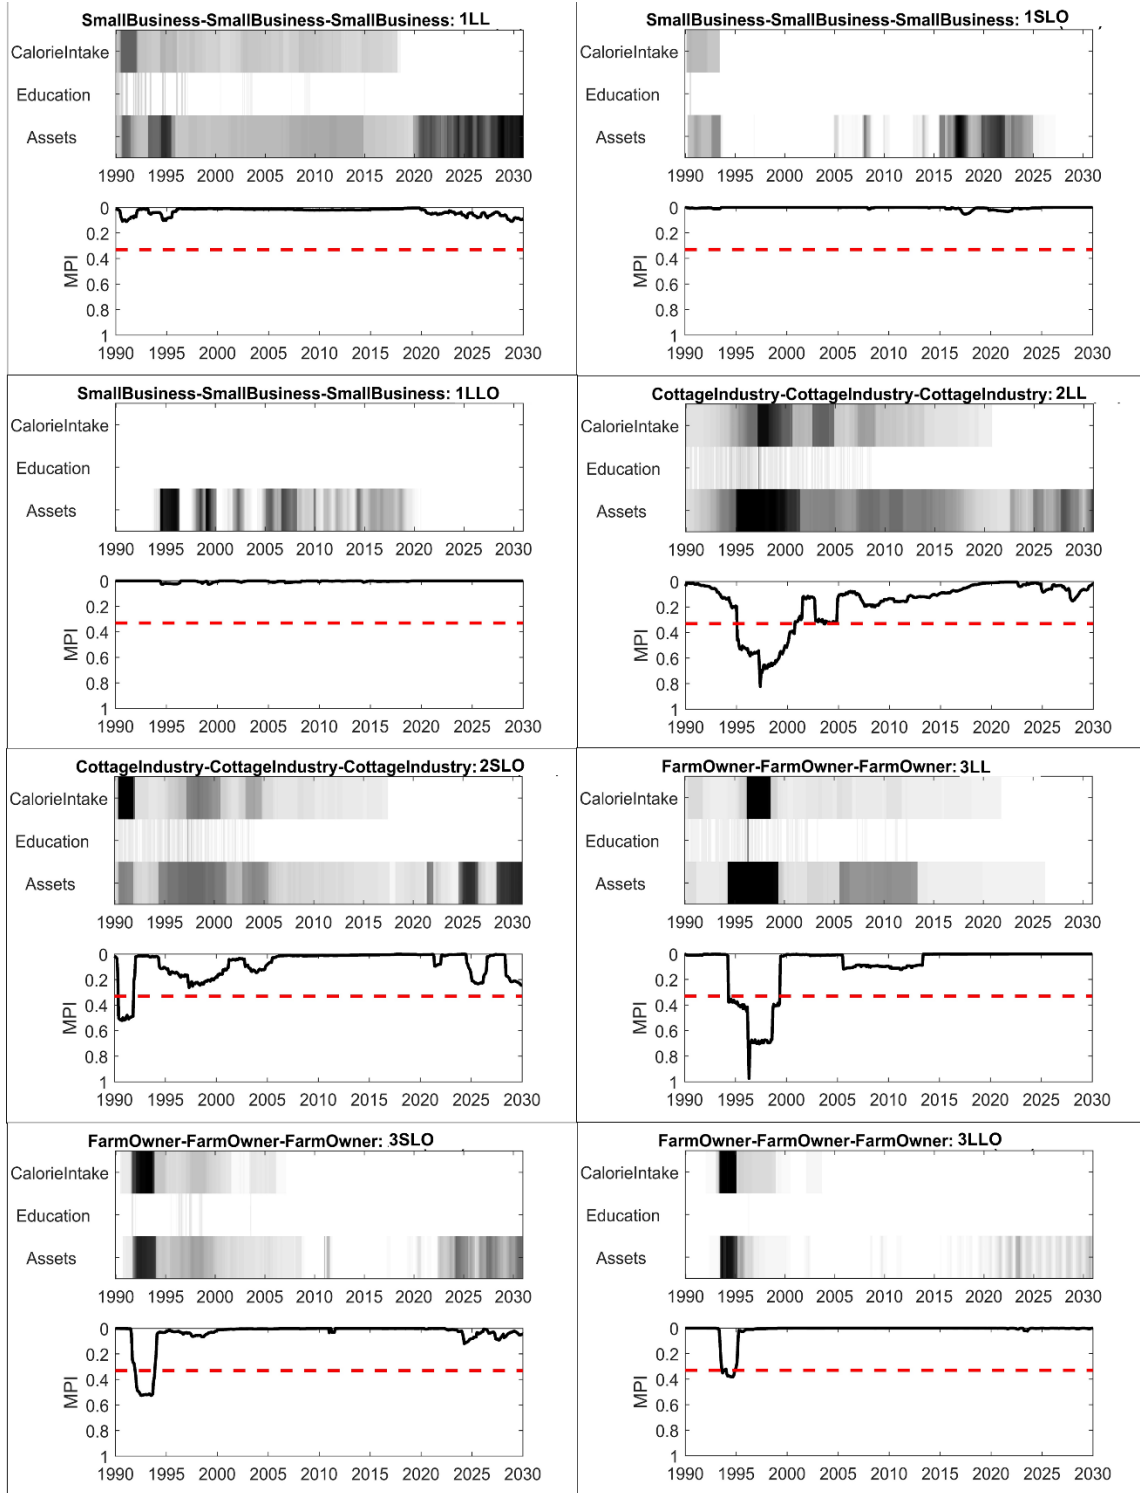 SmallBusiness-SmallBusiness-SmallBusiness: 1LL
CalorieIntake
Education
Assets
1990 1995 2000 2005 2010 2015 2020 2025 2030
0
0.2
0.4
0.6
0.8
1
MPI
1990 1995 2000 2005 2010 2015 2020 2025 2030
SmallBusiness-SmallBusiness-SmallBusiness: 1SLO
CalorieIntake
Education
Assets
1990 1995 2000 2005 2010 2015 2020 2025 2030
0
0.2
0.4
0.6
0.8
1
MPI
1990 1995 2000 2005 2010 2015 2020 2025 2030
SmallBusiness-SmallBusiness-SmallBusiness: 1LLO
CalorieIntake
Education
Assets
1990 1995 2000 2005 2010 2015 2020 2025 2030
0
0.2
0.4
0.6
0.8
1
MPI
1990 1995 2000 2005 2010 2015 2020 2025 2030
CottageIndustry-CottageIndustry-CottageIndustry: 2LL
CalorieIntake
Education
Assets
1990 1995 2000 2005 2010 2015 2020 2025 2030
0
0.2
0.4
0.6
0.8
1
MPI
1990 1995 2000 2005 2010 2015 2020 2025 2030
CottageIndustry-CottageIndustry-CottageIndustry: 2SLO
CalorieIntake
Education
Assets
1990 1995 2000 2005 2010 2015 2020 2025 2030
0
0.2
0.4
0.6
0.8
1
MPI
1990 1995 2000 2005 2010 2015 2020 2025 2030
FarmOwner-FarmOwner-FarmOwner: 3LL
CalorieIntake
Education
Assets
1990 1995 2000 2005 2010 2015 2020 2025 2030
0
0.2
0.4
0.6
0.8
1
MPI
1990 1995 2000 2005 2010 2015 2020 2025 2030
FarmOwner-FarmOwner-FarmOwner: 3SLO
CalorieIntake
Education
Assets
1990 1995 2000 2005 2010 2015 2020 2025 2030
0
0.2
0.4
0.6
0.8
1
MPI
1990 1995 2000 2005 2010 2015 2020 2025 2030
FarmOwner-FarmOwner-FarmOwner: 3LLO
CalorieIntake
Education
Assets
1990 1995 2000 2005 2010 2015 2020 2025 2030
0
0.2
0.4
0.6
0.8
1
MPI
1990 1995 2000 2005 2010 2015 2020 2025 2030